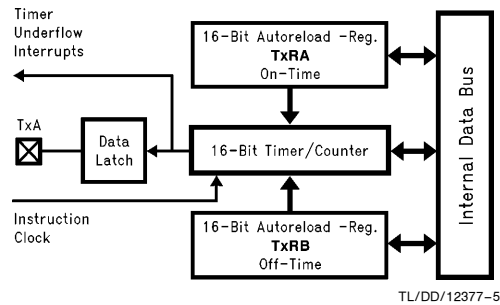 Timer
Underflow
Interrupts
16-Bit Autoreload -Reg.
TxRA
On-Time
TxA
Data
Latch
16-Bit Timer/Counter
Internal Data Bus
Instruction
Clock
16-Bit Autoreload -Reg.
TxRB
Off-Time
TL/DD/12377-5